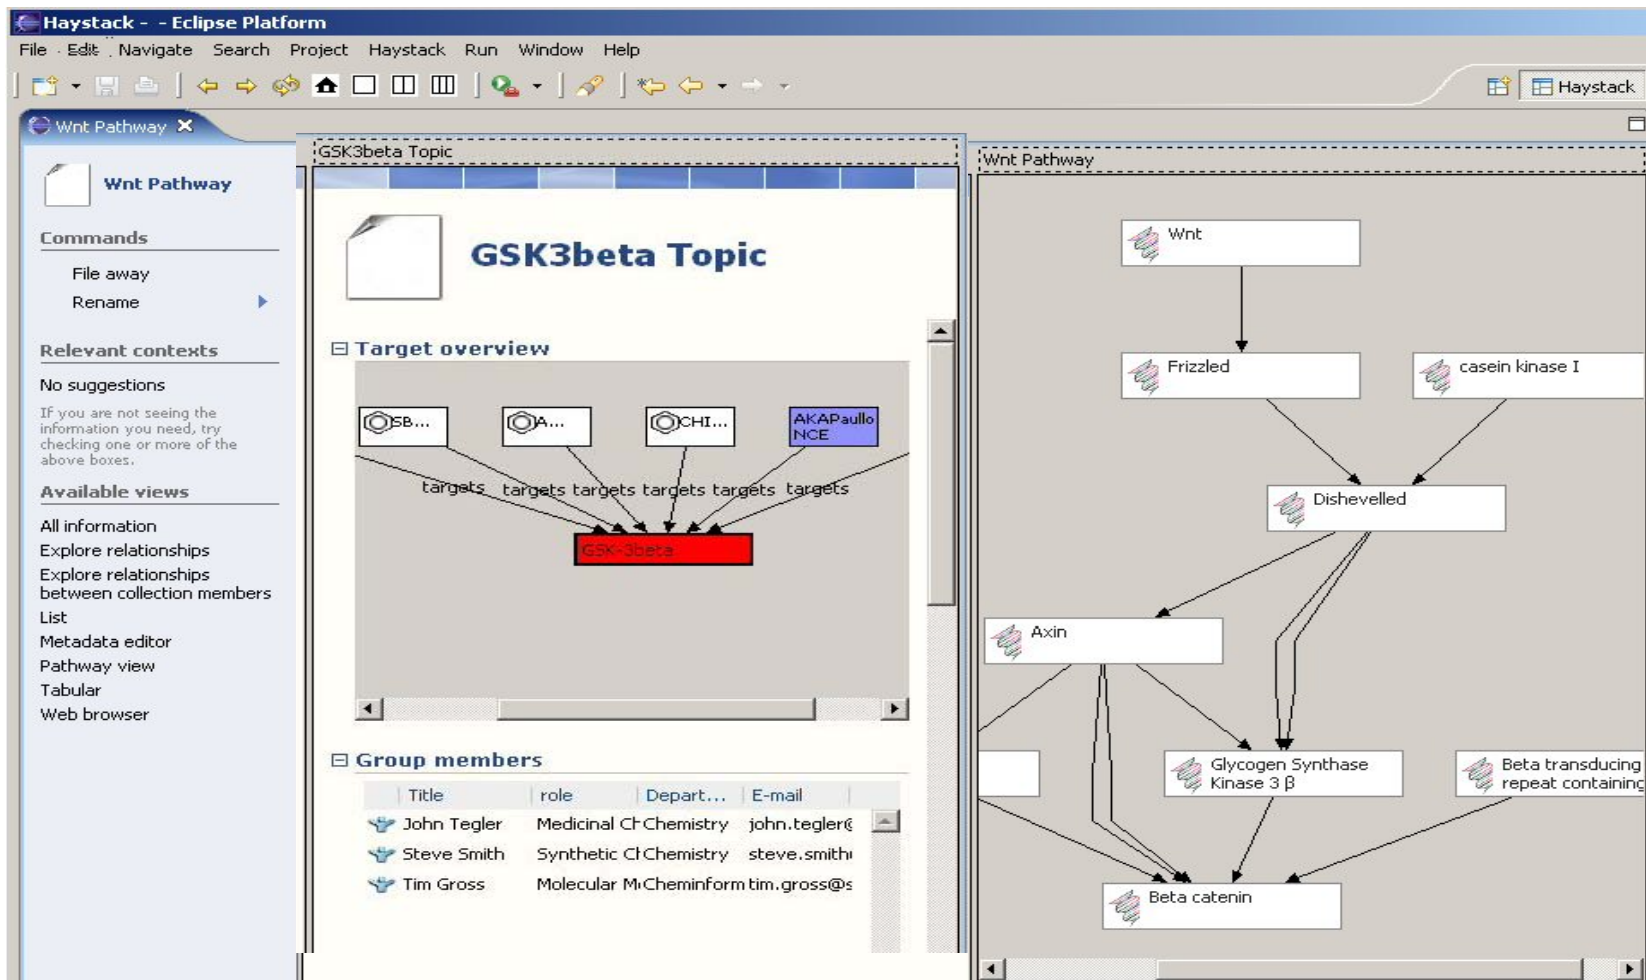 Haystack - - Eclipse Platform
File Edit Navigate Search Project Haystack Run Window Help
Haystack
Wnt Pathway
Wnt Pathway
Commands
File away
Rename
Relevant contexts
No suggestions
If you are not seeing the
information you need, try
checking one or more of the
above boxes.
Available views
All information
Explore relationships
Explore relationships
between collection members
List
Metadata editor
Pathway view
Tabular
Web browser
GSK3beta Topic
GSK3beta Topic
Target overview
SB... A... CHI... AKAPaullo
NCE
targets targets targets targets targets targets
GSK-3beta
Group members
Title role Depart... E-mail
John Tegler Medicinal Ch Chemistry john.tegler@
Steve Smith Synthetic Ch Chemistry steve.smith
Tim Gross Molecular M Cheminform tim.gross@s
Wnt Pathway
Wnt
Frizzled
casein kinase I
Dishevelled
Axin
Glycogen Synthase
Kinase 3 β
Beta transducing
repeat containing
Beta catenin